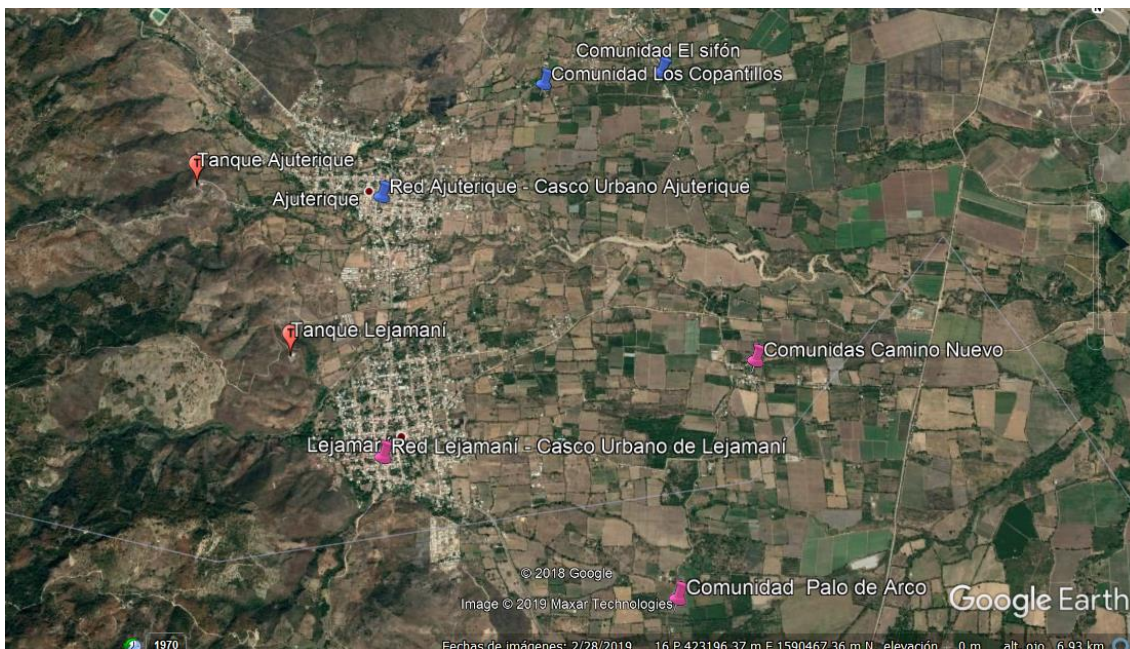 N
Comunidad El sifón
Comunidad Los Copantillos
Tanque Ajuterique
Red Ajuterique - Casco Urbano Ajuterique
Ajuterique
Tanque Lejamaní
Comunidas Camino Nuevo
Lejamar Red Lejamaní - Casco Urbano de Lejamaní
© 2018 Google
Comunidad Palo de Arco
Google Earth
Image © 2019 Maxar Technologies
1970
Fechas de imágenes: 2/28/2019 16 P 423196.37 m E 1590467.36 m N elevación 0 m alt. ojo 6.93 km